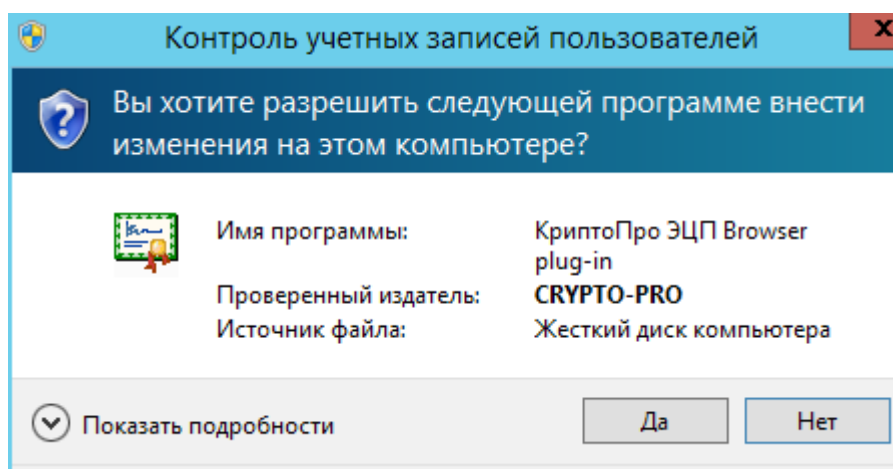 Контроль учетных записей пользователей
x
Вы хотите разрешить следующей программе внести
изменения на этом компьютере?
Имя программы: КриптоПро ЭЦП Browser
plug-in
Проверенный издатель: CRYPTO-PRO
Источник файла: Жесткий диск компьютера
Показать подробности Да Нет